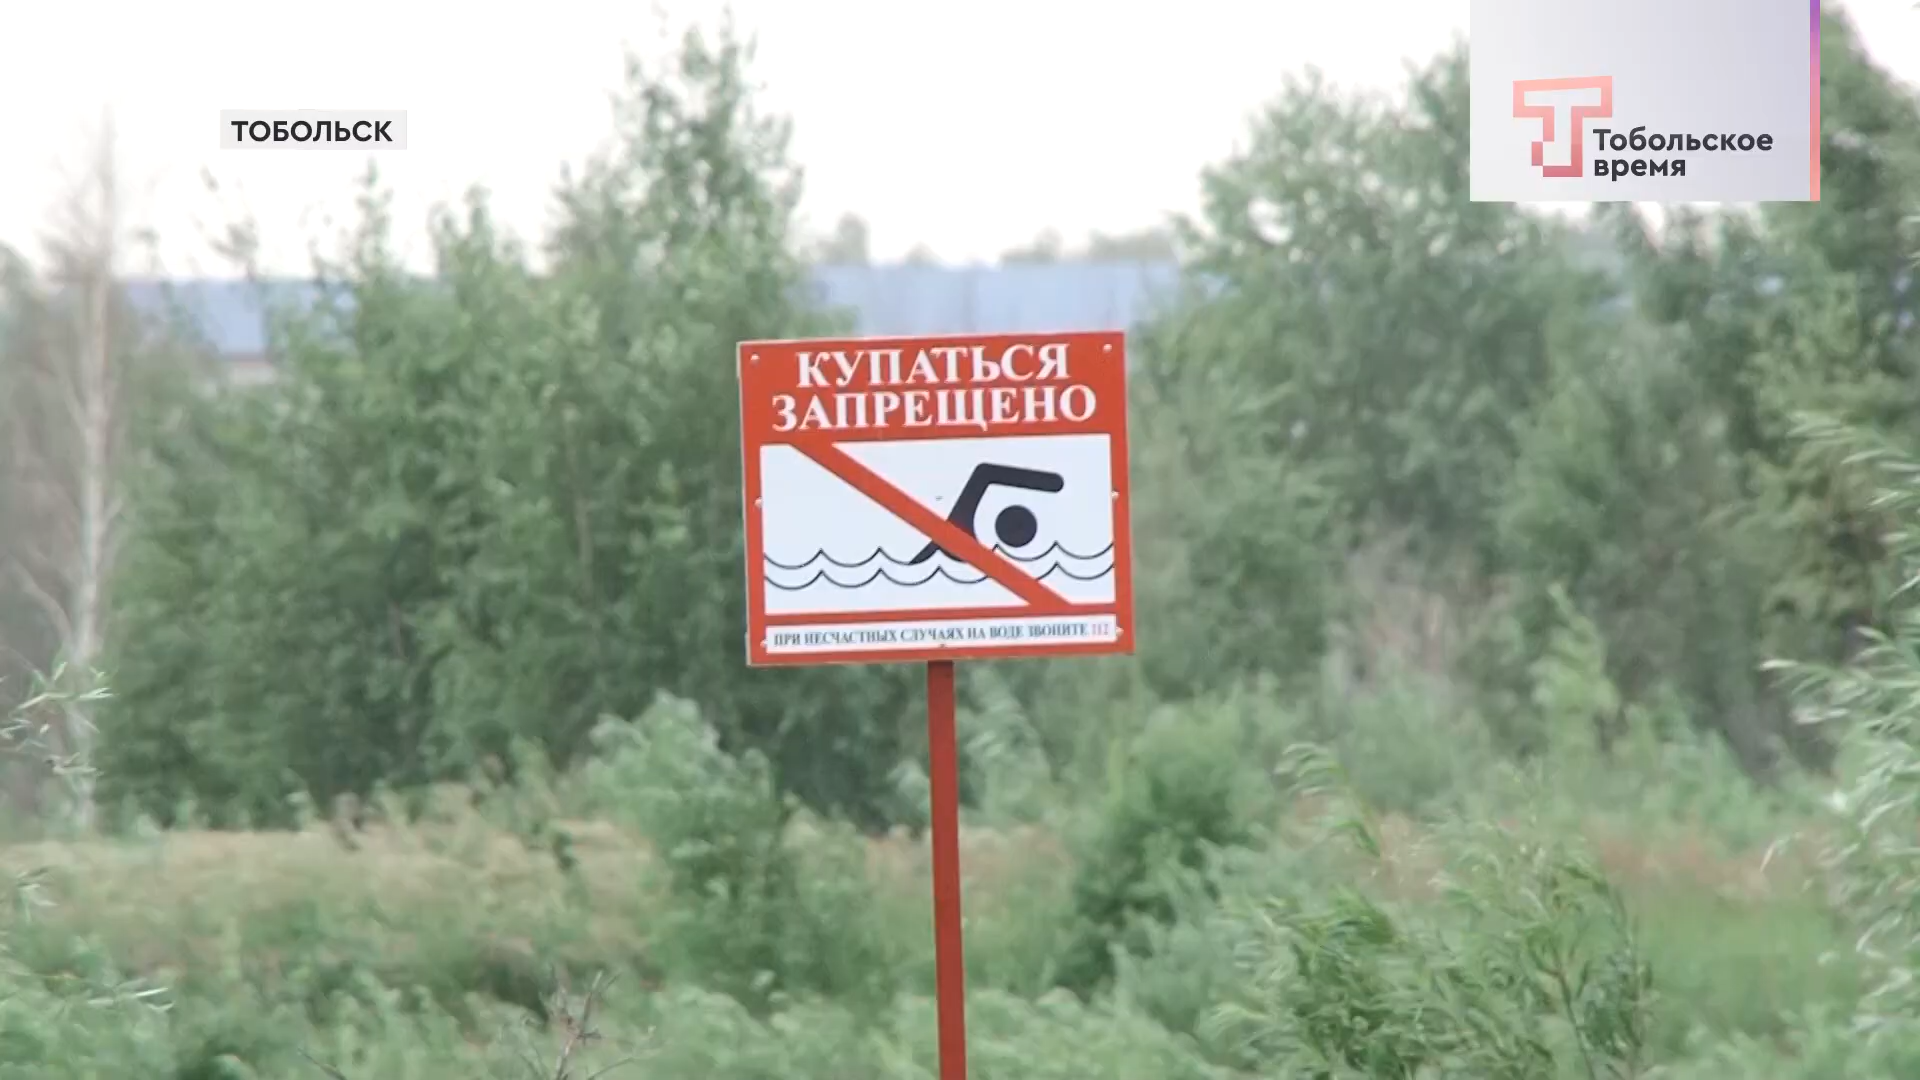 ТОБОЛЬСК
Тобольское
время
КУПАТЬСЯ
ЗАПРЕЩЕНО
ПРИ НЕСЧАСТНЫХ СЛУЧАЯХ НА ВОДЕ ЗВОНИТЕ 112